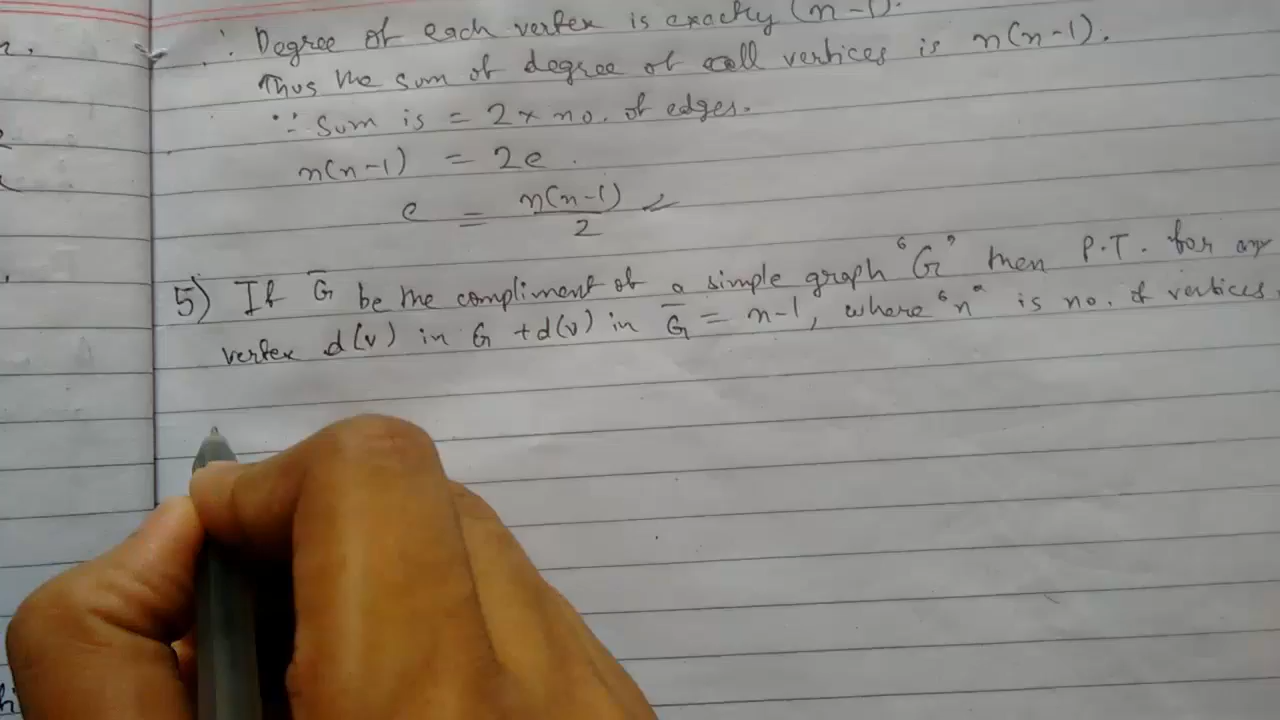 ∴ Degree of each vertex is exactly (n-1).
Thus the sum of degree of all vertices is n(n-1).
∵ Sum is = 2 × no. of edges.
n(n-1) = 2e.
e = n(n-1)/2
5) If G̅ be the compliment of a simple graph "G" then P.T. for any
vertex d(v) in G + d(v) in G̅ = n-1, where "n" is no. of vertices.